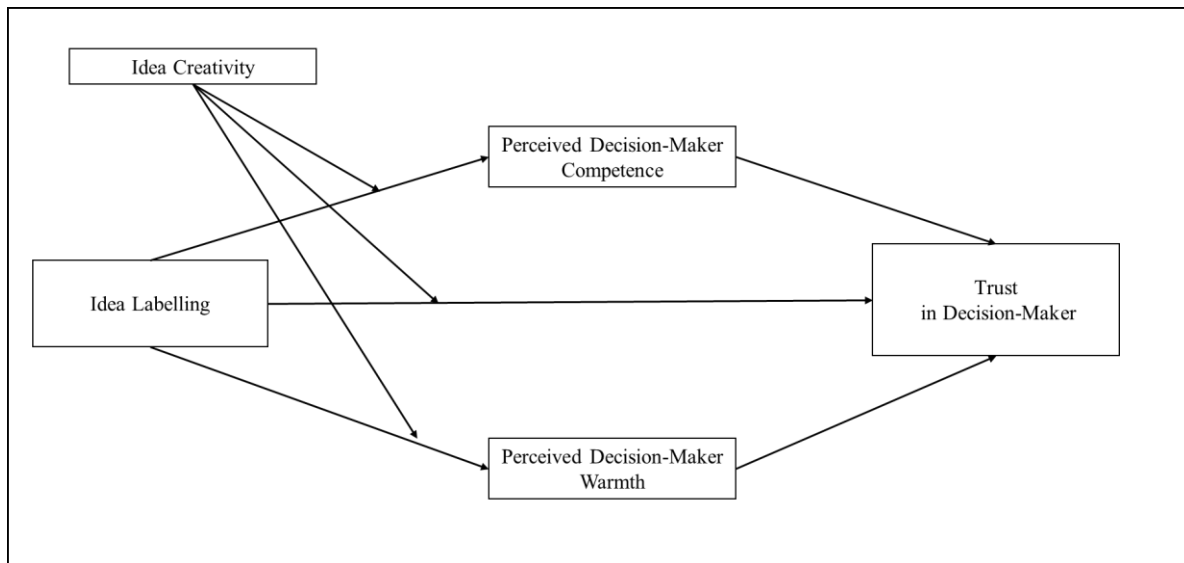 Idea Creativity
Perceived Decision-Maker
Competence
Idea Labelling
Trust
in Decision-Maker
Perceived Decision-Maker
Warmth